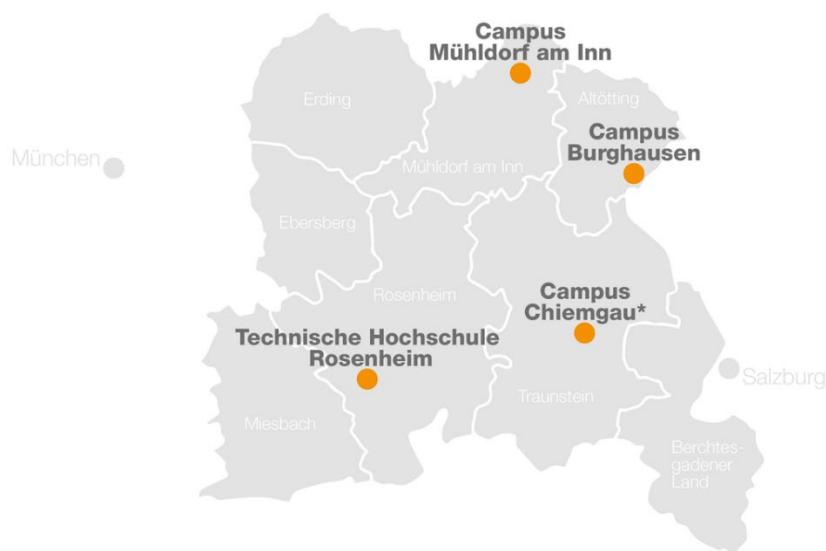 Campus
Mühldorf am Inn
Erding
Altötting
Campus
Burghausen
München
Mühldorf am Inn
Ebersberg
Rosenheim
Campus
Chiemgau*
Technische Hochschule
Rosenheim
Salzburg
Traunstein
Miesbach
Berchtes-
gadener
Land